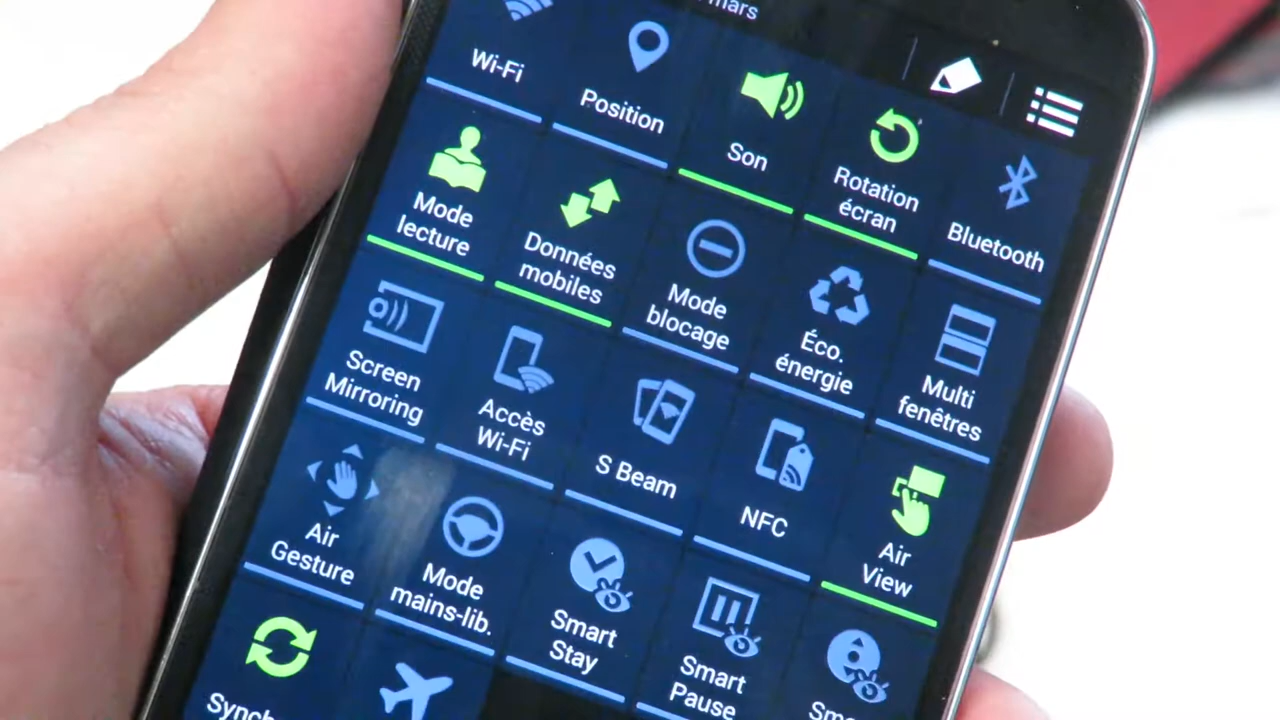 mars
Wi-Fi
Position
Son
Rotation
écran
Bluetooth
Mode
lecture
Données
mobiles
Mode
blocage
Éco.
énergie
Multi
fenêtres
Screen
Mirroring
Accès
Wi-Fi
S Beam
NFC
Air
View
Air
Gesture
Mode
mains-lib.
Smart
Stay
Smart
Pause